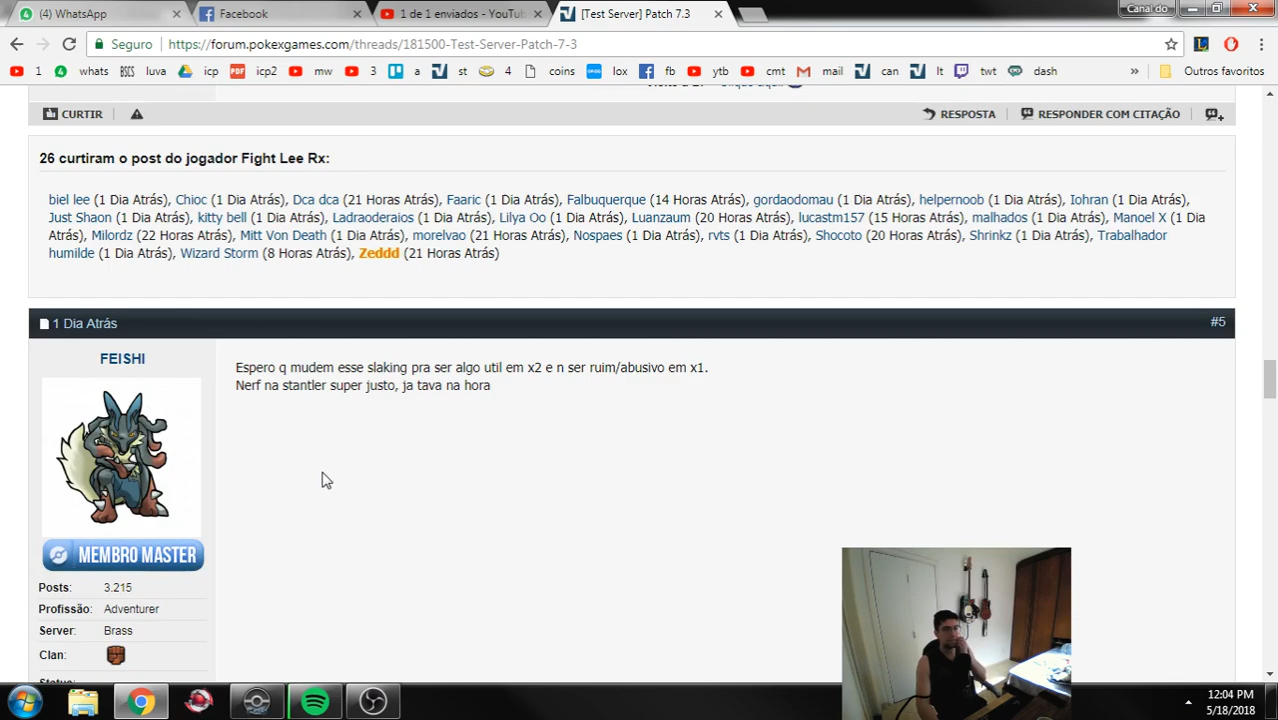 (4) WhatsApp
Facebook
1 de 1 enviados - YouTube
[Test Server] Patch 7.3
Canal do
Seguro
https://forum.pokexgames.com/threads/181500-Test-Server-Patch-7-3
1
whats
BSCS
luva
icp
PDF
icp2
mw
3
a
st
4
coins
lox
fb
ytb
cmt
mail
can
lt
twt
dash
»
Outros favoritos
CURTIR
RESPOSTA
RESPONDER COM CITAÇÃO
26 curtiram o post do jogador Fight Lee Rx:
biel lee (1 Dia Atrás), Chioc (1 Dia Atrás), Dca dca (21 Horas Atrás), Faaric (1 Dia Atrás), Falbuquerque (14 Horas Atrás), gordaodomau (1 Dia Atrás), helpernoob (1 Dia Atrás), Iohran (1 Dia Atrás),
Just Shaon (1 Dia Atrás), kitty bell (1 Dia Atrás), Ladraoderaios (1 Dia Atrás), Lilya Oo (1 Dia Atrás), Luanzaum (20 Horas Atrás), lucastm157 (15 Horas Atrás), malhados (1 Dia Atrás), Manoel X (1 Dia
Atrás), Milordz (22 Horas Atrás), Mitt Von Death (1 Dia Atrás), morelvao (21 Horas Atrás), Nospaes (1 Dia Atrás), rvts (1 Dia Atrás), Shocoto (20 Horas Atrás), Shrinkz (1 Dia Atrás), Trabalhador
humilde (1 Dia Atrás), Wizard Storm (8 Horas Atrás), Zeddd (21 Horas Atrás)
1 Dia Atrás
#5
FEISHI
Espero q mudem esse slaking pra ser algo util em x2 e n ser ruim/abusivo em x1.
Nerf na stantler super justo, ja tava na hora
MEMBRO MASTER
Posts: 3.215
Profissão: Adventurer
Server: Brass
Clan:
12:04 PM
5/18/2018